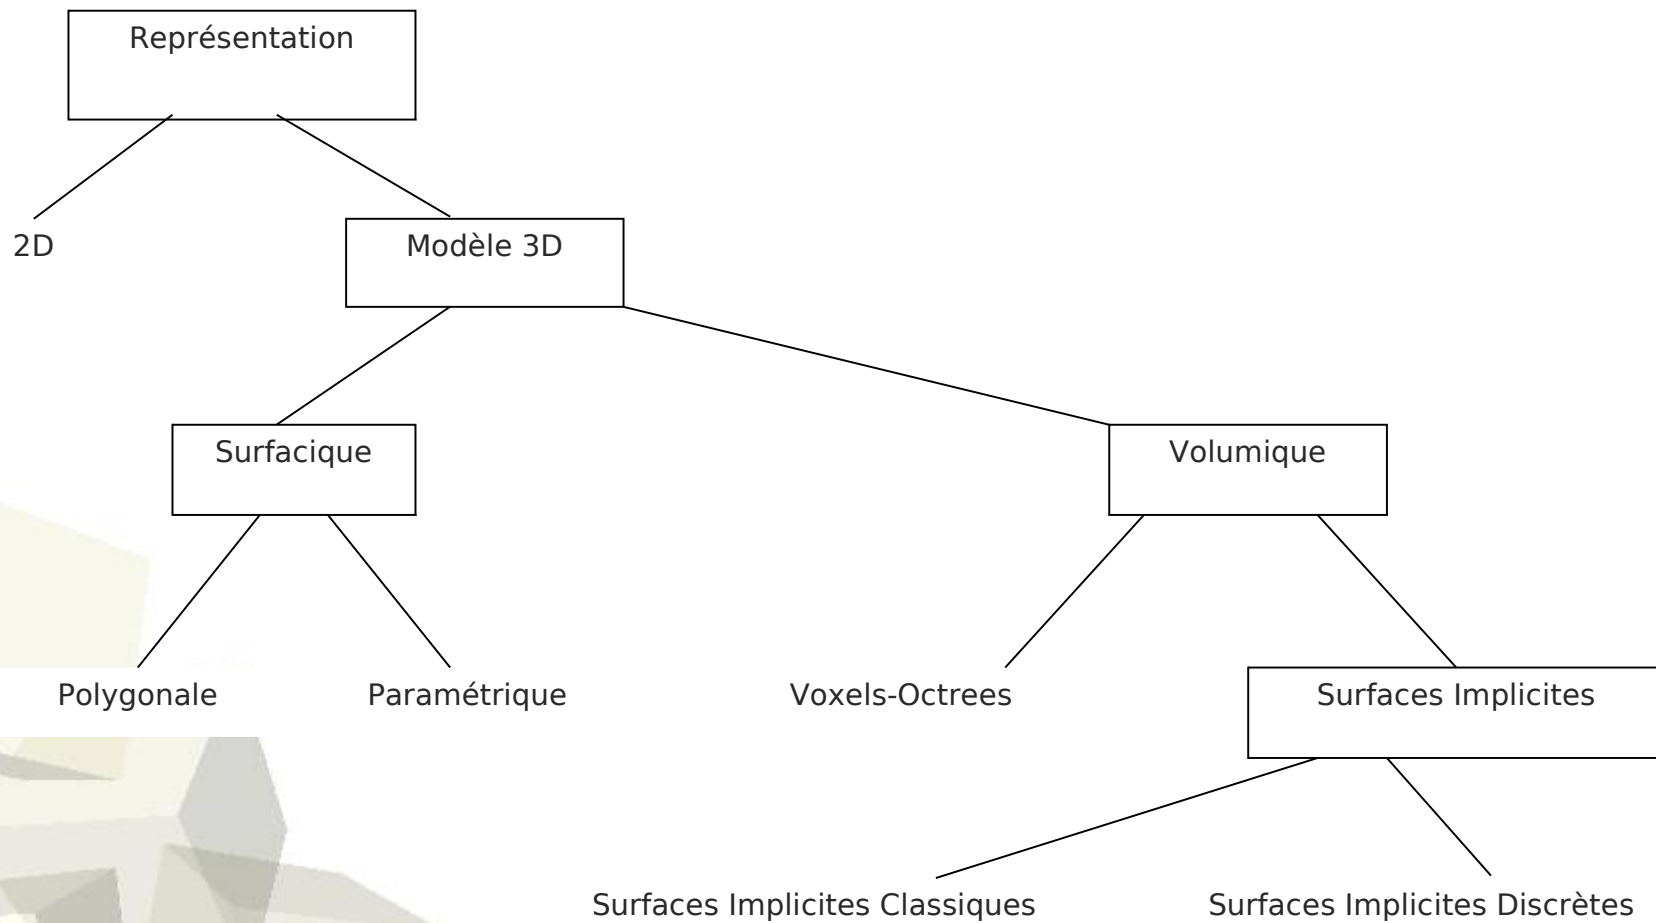 Représentation
2D
Modèle 3D
Surfacique
Volumique
Polygonale
Paramétrique
Voxels-Octrees
Surfaces Implicites
Surfaces Implicites Classiques
Surfaces Implicites Discrètes